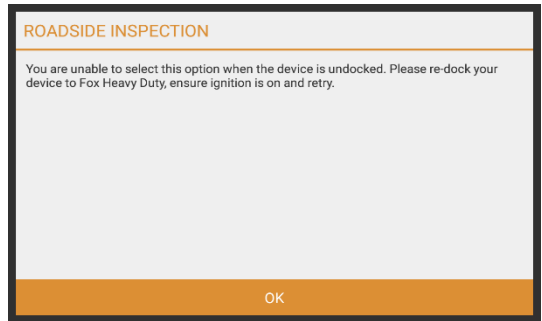 ROADSIDE INSPECTION
You are unable to select this option when the device is undocked. Please re-dock your
device to Fox Heavy Duty, ensure ignition is on and retry.
OK